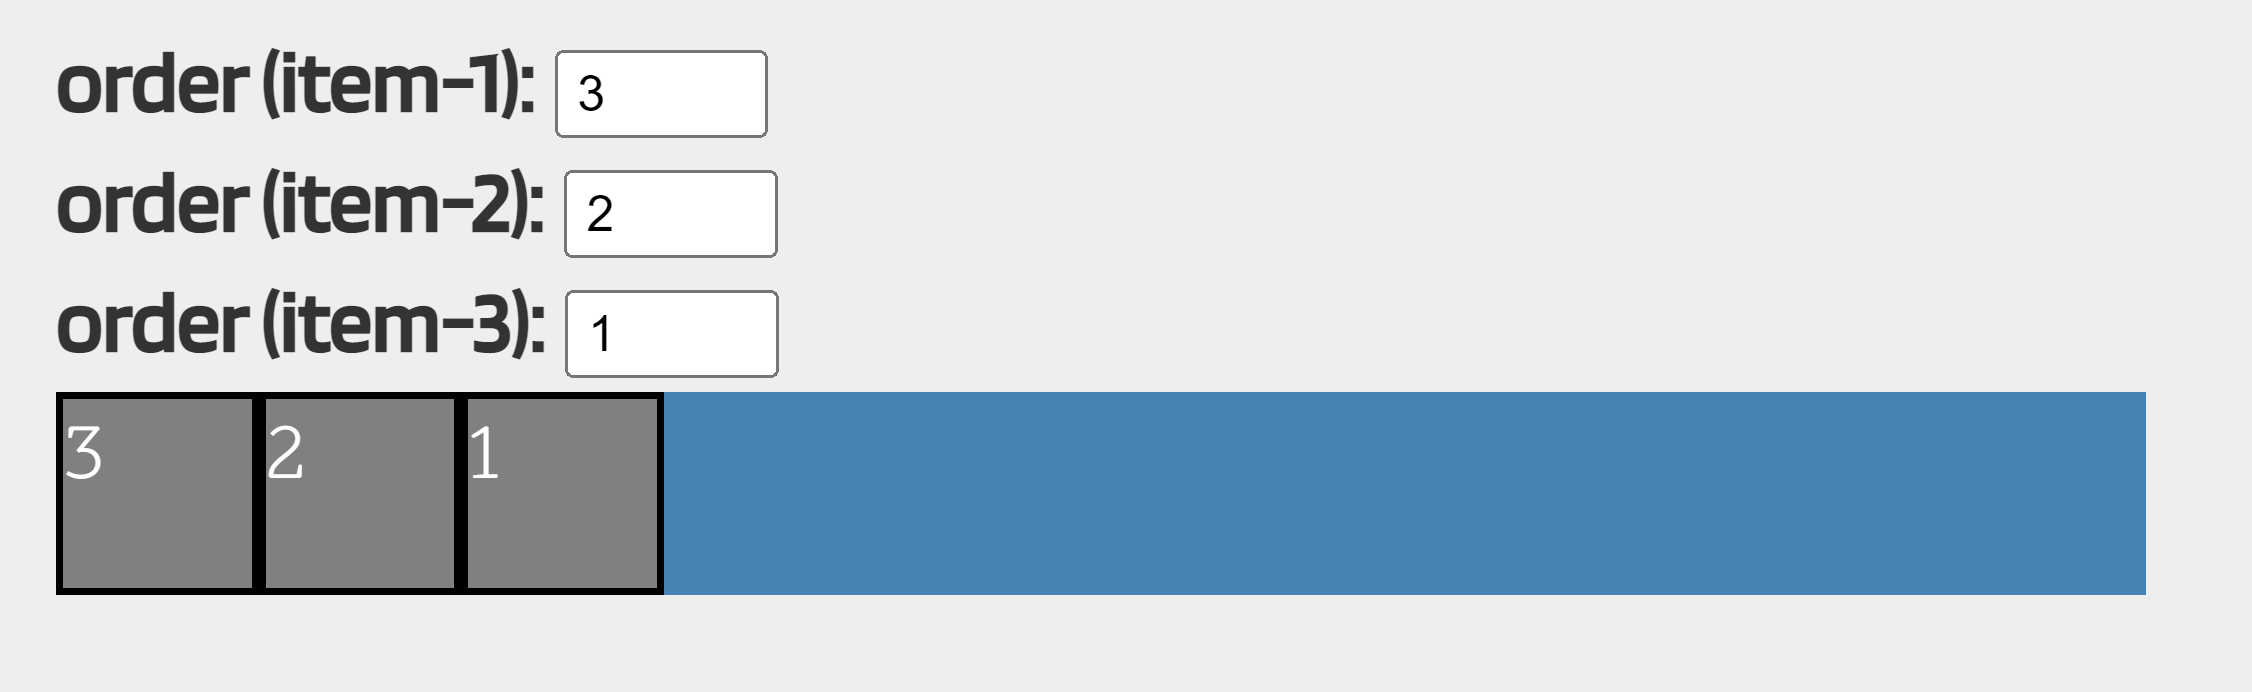 order (item-1): 3
order (item-2): 2
order (item-3): 1
3 2 1